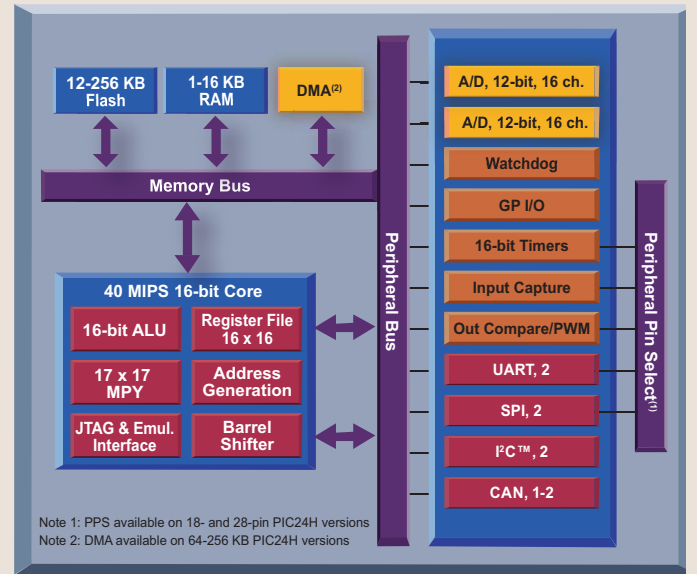 12-256 KB
Flash
1-16 KB
RAM
DMA(2)
Memory Bus
40 MIPS 16-bit Core
16-bit ALU
Register File
16 x 16
17 x 17
MPY
Address
Generation
JTAG & Emul.
Interface
Barrel
Shifter
Peripheral Bus
A/D, 12-bit, 16 ch.
A/D, 12-bit, 16 ch.
Watchdog
GP I/O
16-bit Timers
Input Capture
Out Compare/PWM
UART, 2
SPI, 2
I²C™, 2
CAN, 1-2
Peripheral Pin Select(1)
Note 1: PPS available on 18- and 28-pin PIC24H versions
Note 2: DMA available on 64-256 KB PIC24H versions